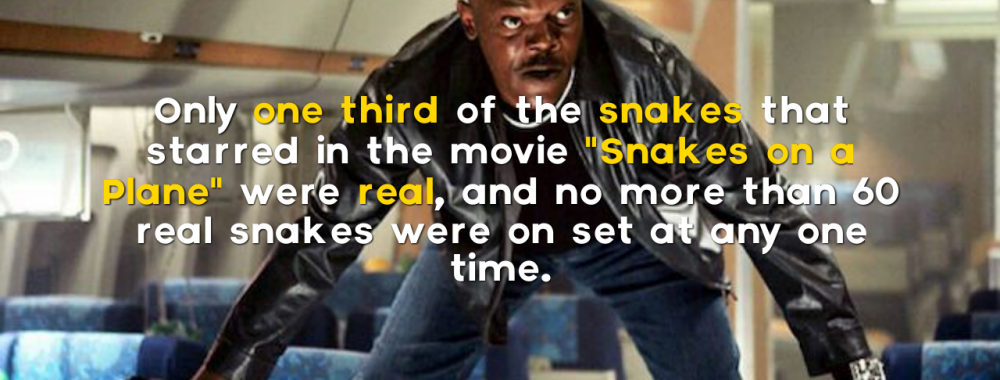 Only one third of the snakes that
starred in the movie "Snakes on a
Plane" were real, and no more than 60
real snakes were on set at any one
time.